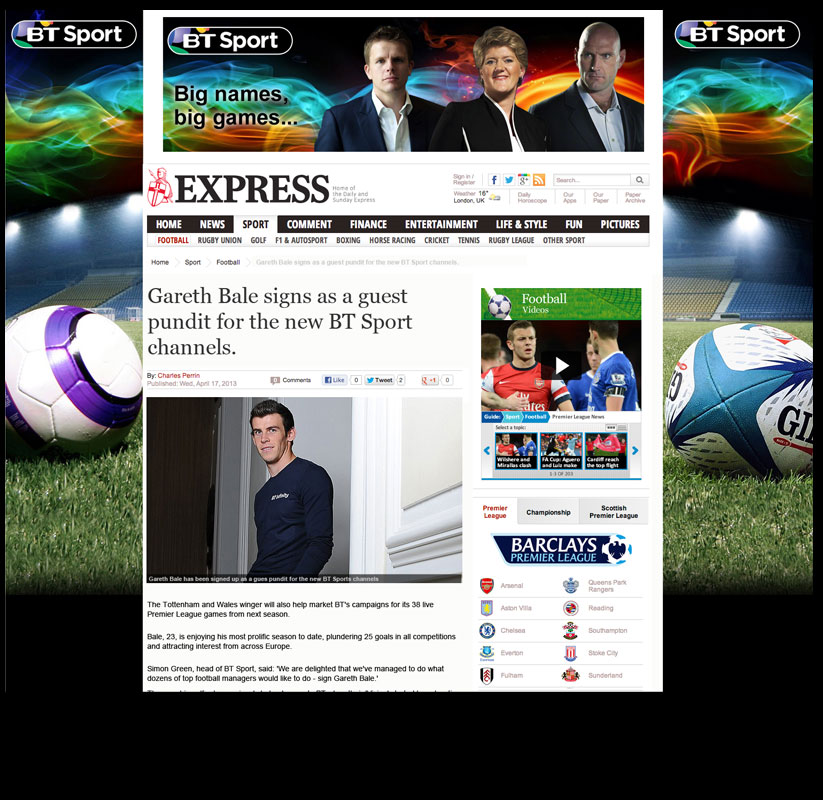 BT Sport
BT Sport
BT Sport
Big names,
big games...
EXPRESS
Home of
the Daily and
Sunday Express
Sign in /
Register
Search...
Weather 16°
London, UK
Daily
Horoscope
Our
Apps
Our
Paper
Paper
Archive
HOME NEWS SPORT COMMENT FINANCE ENTERTAINMENT LIFE & STYLE FUN PICTURES
FOOTBALL RUGBY UNION GOLF F1 & AUTOSPORT BOXING HORSE RACING CRICKET TENNIS RUGBY LEAGUE OTHER SPORT
Home Sport Football Gareth Bale signs as a guest pundit for the new BT Sport channels.
Gareth Bale signs as a guest
pundit for the new BT Sport
channels.
By: Charles Perrin
Published: Wed, April 17, 2013
0 Comments Like 0 Tweet 2 +1 0
BT Infinity
Gareth Bale has been signed up as a gues pundit for the new BT Sports channels
The Tottenham and Wales winger will also help market BT's campaigns for its 38 live
Premier League games from next season.
Bale, 23, is enjoying his most prolific season to date, plundering 25 goals in all competitions
and attracting interest from across Europe.
Simon Green, head of BT Sport, said: 'We are delighted that we've managed to do what
dozens of top football managers would like to do - sign Gareth Bale.'
Football
Videos
Fly
Emirates
Guide: Sport Football Premier League News
Select a topic:
Wilshere and
Mirallas clash
FA Cup: Aguero
and Luiz make
Cardiff reach
the top flight
1-3 OF 203
Premier
League
Championship
Scottish
Premier League
BARCLAYS
PREMIER LEAGUE
Arsenal
Queens Park
Rangers
Aston Villa
Reading
Chelsea
Southampton
Everton
Stoke City
Fulham
Sunderland
GIL